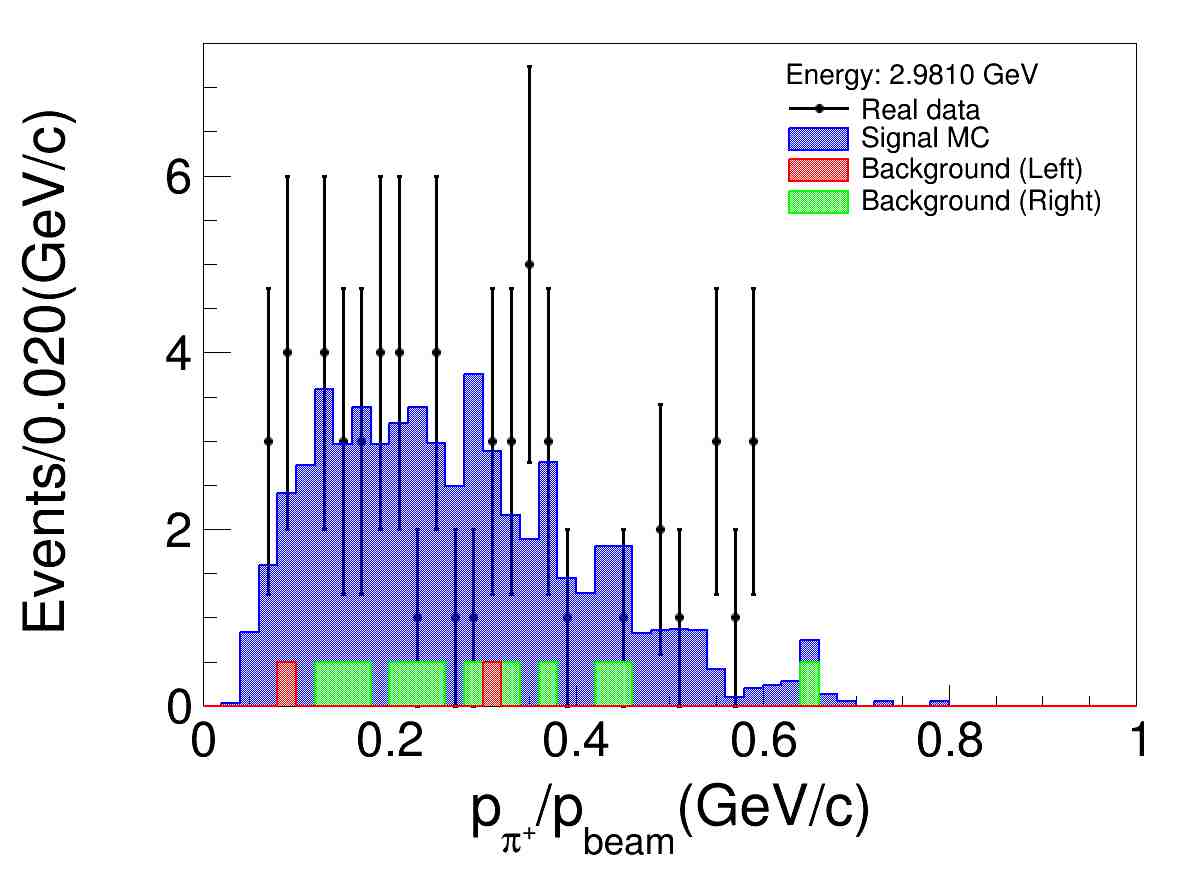 Energy: 2.9810 GeV
Real data
Signal MC
Background (Left)
Background (Right)
Events/0.020(GeV/c)
6
4
2
0
0 0.2 0.4 0.6 0.8 1
pπ+/pbeam(GeV/c)